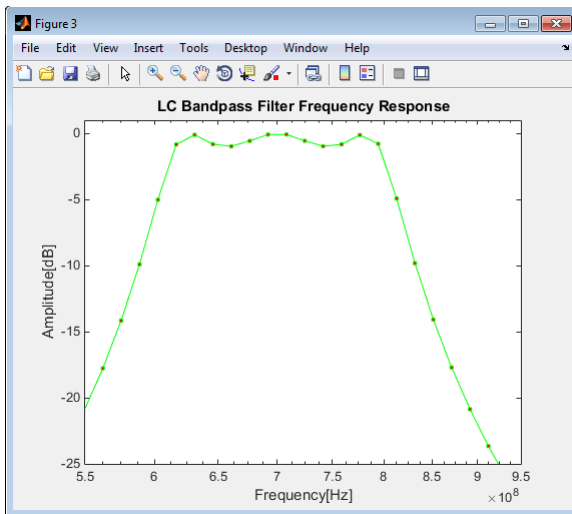 Figure 3
File Edit View Insert Tools Desktop Window Help
LC Bandpass Filter Frequency Response
0
-5
-10
-15
-20
-25
Amplitude[dB]
5.5 6 6.5 7 7.5 8 8.5 9 9.5
Frequency[Hz]
×10^8